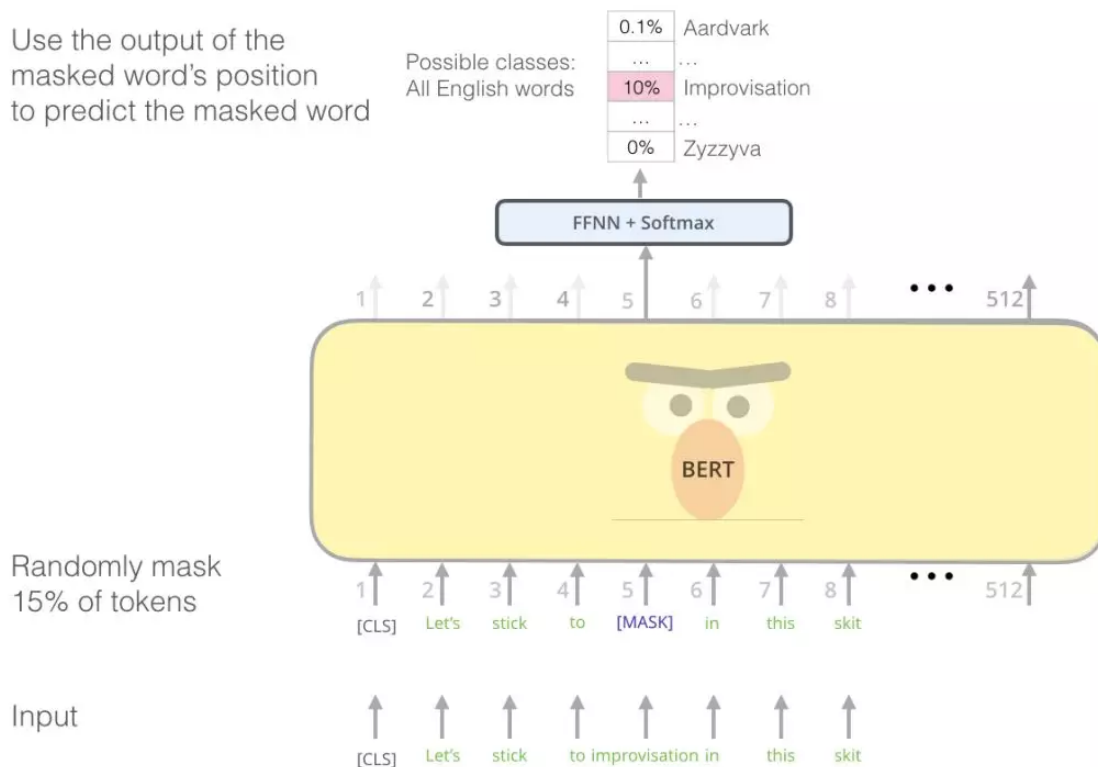 Use the output of the
masked word's position
to predict the masked word
Possible classes:
All English words
0.1% Aardvark
... ...
10% Improvisation
... ...
0% Zyzzyva
FFNN + Softmax
1 2 3 4 5 6 7 8 ••• 512
BERT
Randomly mask
15% of tokens
1 2 3 4 5 6 7 8 ••• 512
[CLS] Let's stick to [MASK] in this skit
Input
[CLS] Let's stick to improvisation in this skit